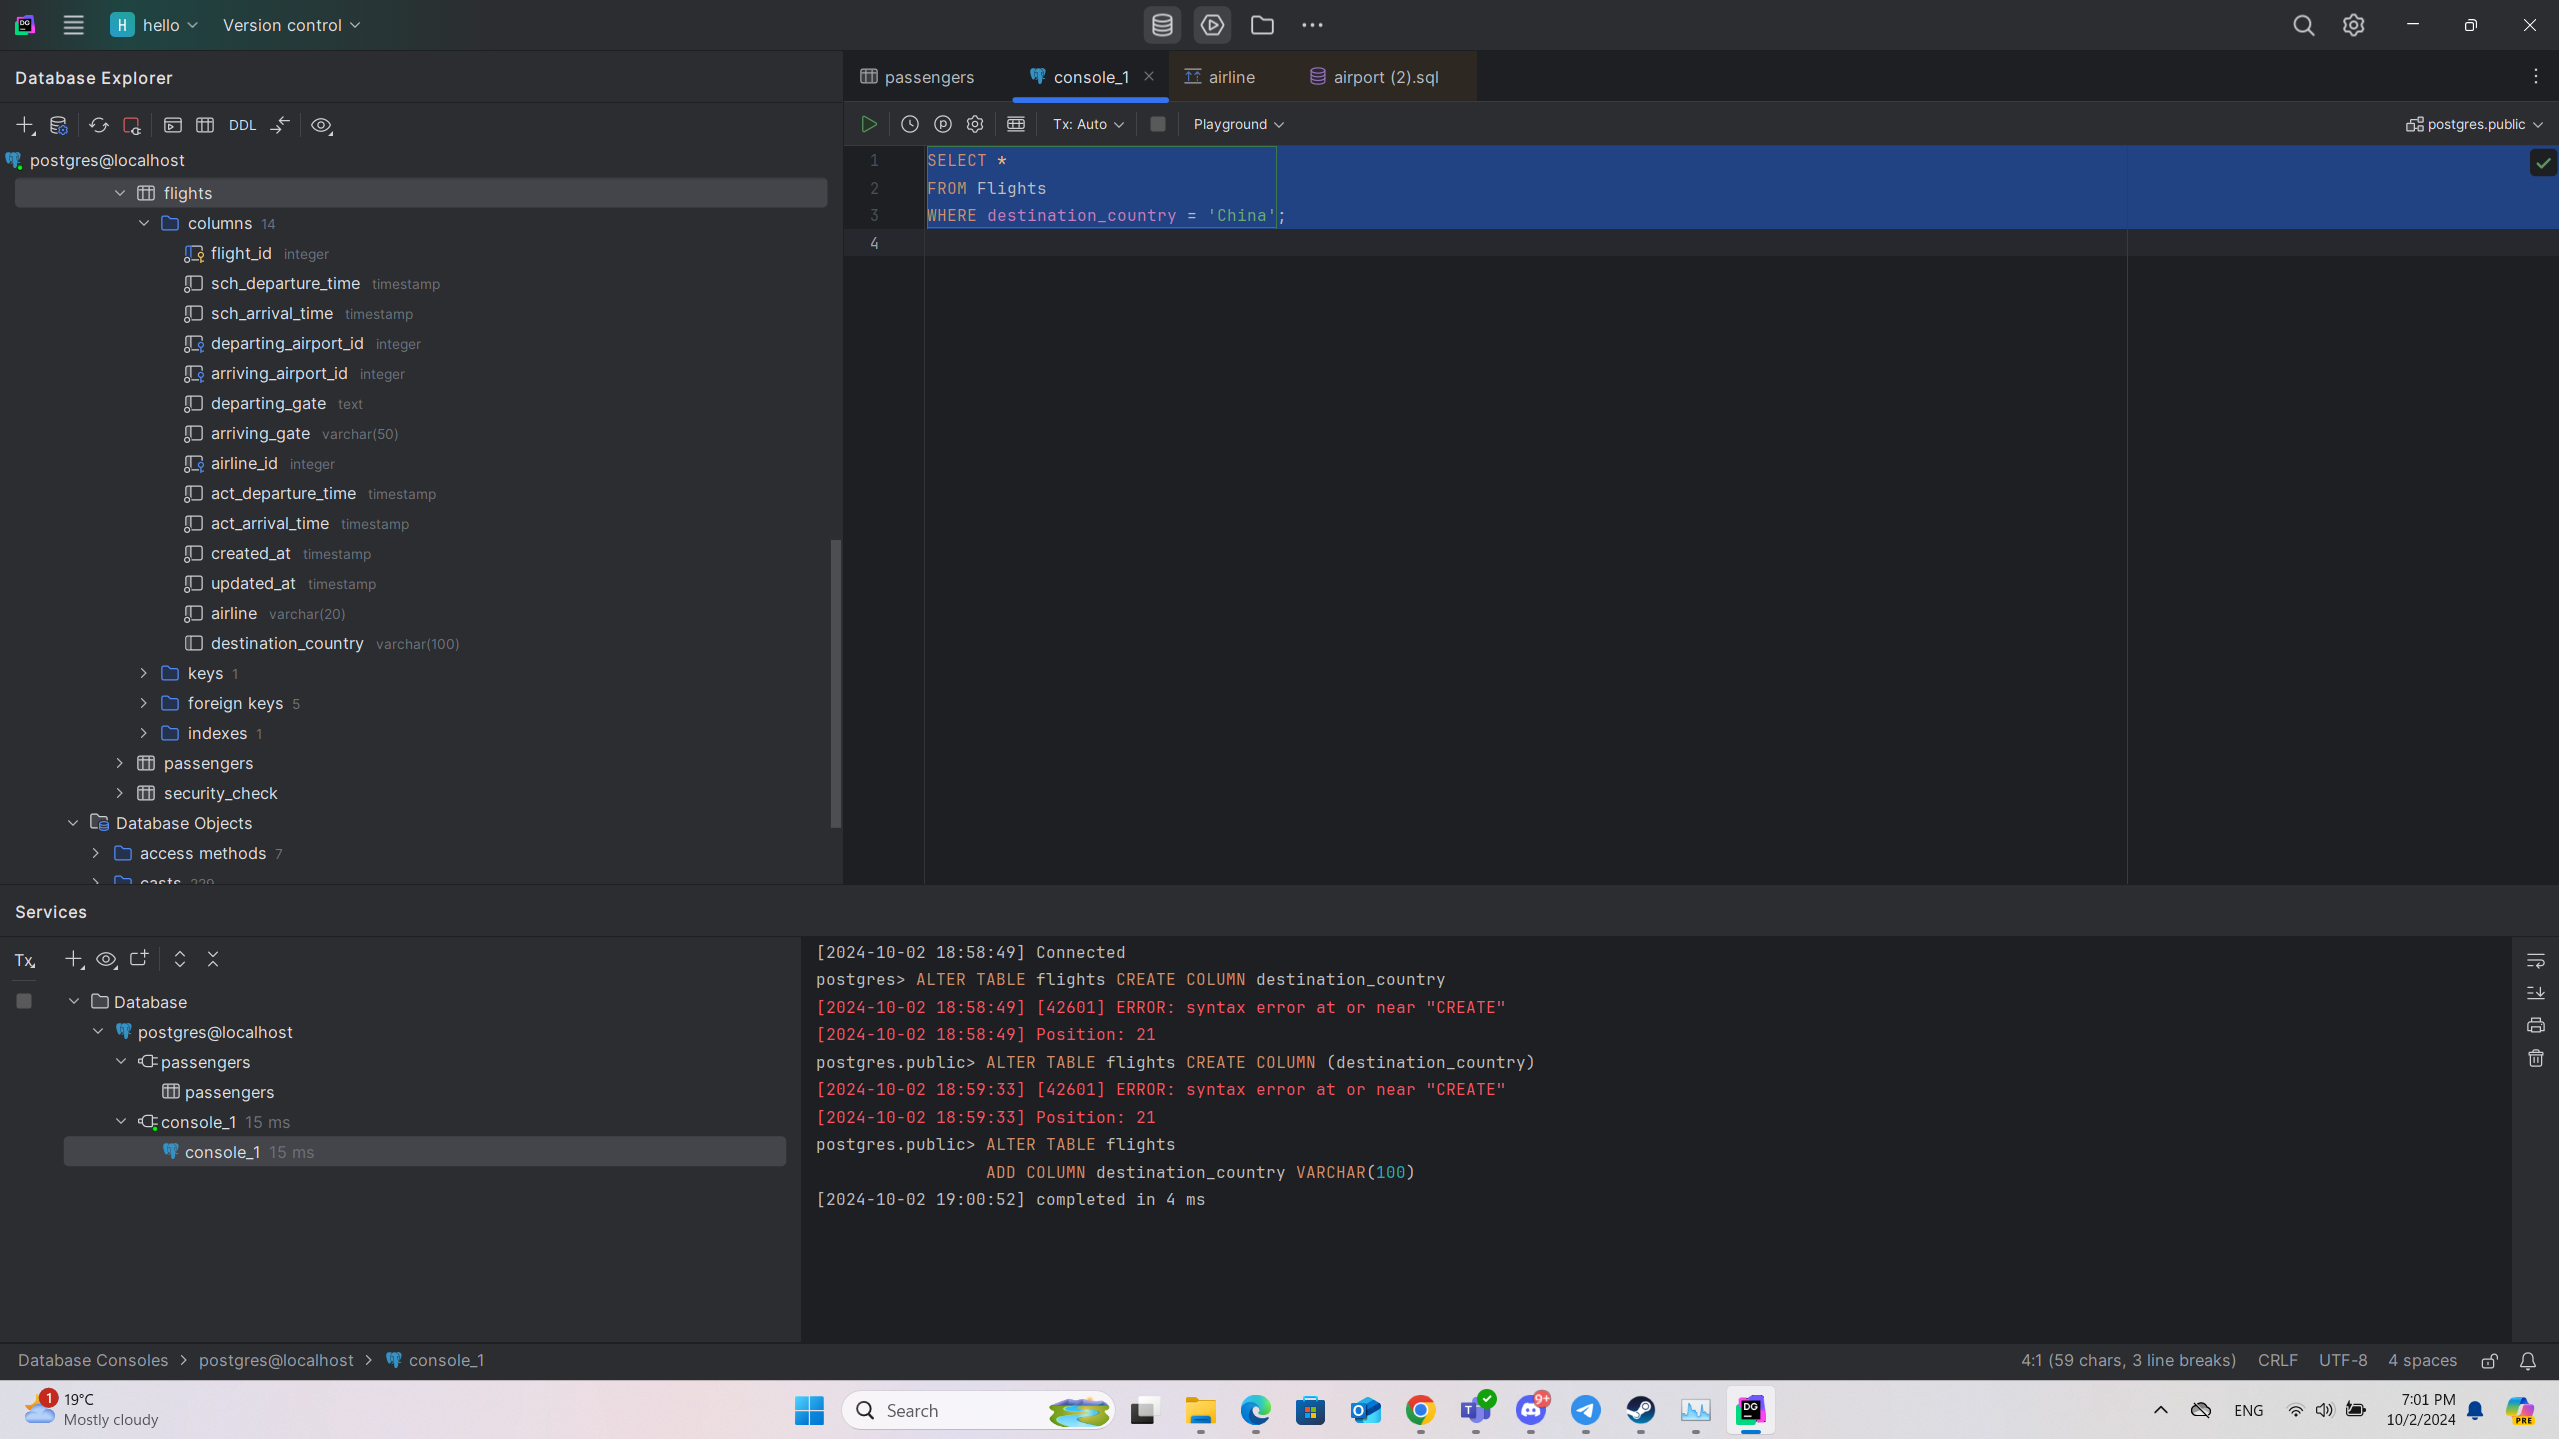 DG
H hello Version control
Database Explorer
DDL
postgres@localhost
flights
columns 14
flight_id integer
sch_departure_time timestamp
sch_arrival_time timestamp
departing_airport_id integer
arriving_airport_id integer
departing_gate text
arriving_gate varchar(50)
airline_id integer
act_departure_time timestamp
act_arrival_time timestamp
created_at timestamp
updated_at timestamp
airline varchar(20)
destination_country varchar(100)
keys 1
foreign keys 5
indexes 1
passengers
security_check
Database Objects
access methods 7
casts 229
passengers console_1 airline airport (2).sql
Tx: Auto Playground postgres.public
1 SELECT *
2 FROM Flights
3 WHERE destination_country = 'China';
4
Services
Tx
Database
postgres@localhost
passengers
passengers
console_1 15 ms
console_1 15 ms
[2024-10-02 18:58:49] Connected
postgres> ALTER TABLE flights CREATE COLUMN destination_country
[2024-10-02 18:58:49] [42601] ERROR: syntax error at or near "CREATE"
[2024-10-02 18:58:49] Position: 21
postgres.public> ALTER TABLE flights CREATE COLUMN (destination_country)
[2024-10-02 18:59:33] [42601] ERROR: syntax error at or near "CREATE"
[2024-10-02 18:59:33] Position: 21
postgres.public> ALTER TABLE flights
ADD COLUMN destination_country VARCHAR(100)
[2024-10-02 19:00:52] completed in 4 ms
Database Consoles > postgres@localhost > console_1
4:1 (59 chars, 3 line breaks) CRLF UTF-8 4 spaces
1
19°C
Mostly cloudy
Search
9+
DG
ENG
7:01 PM
10/2/2024
PRE